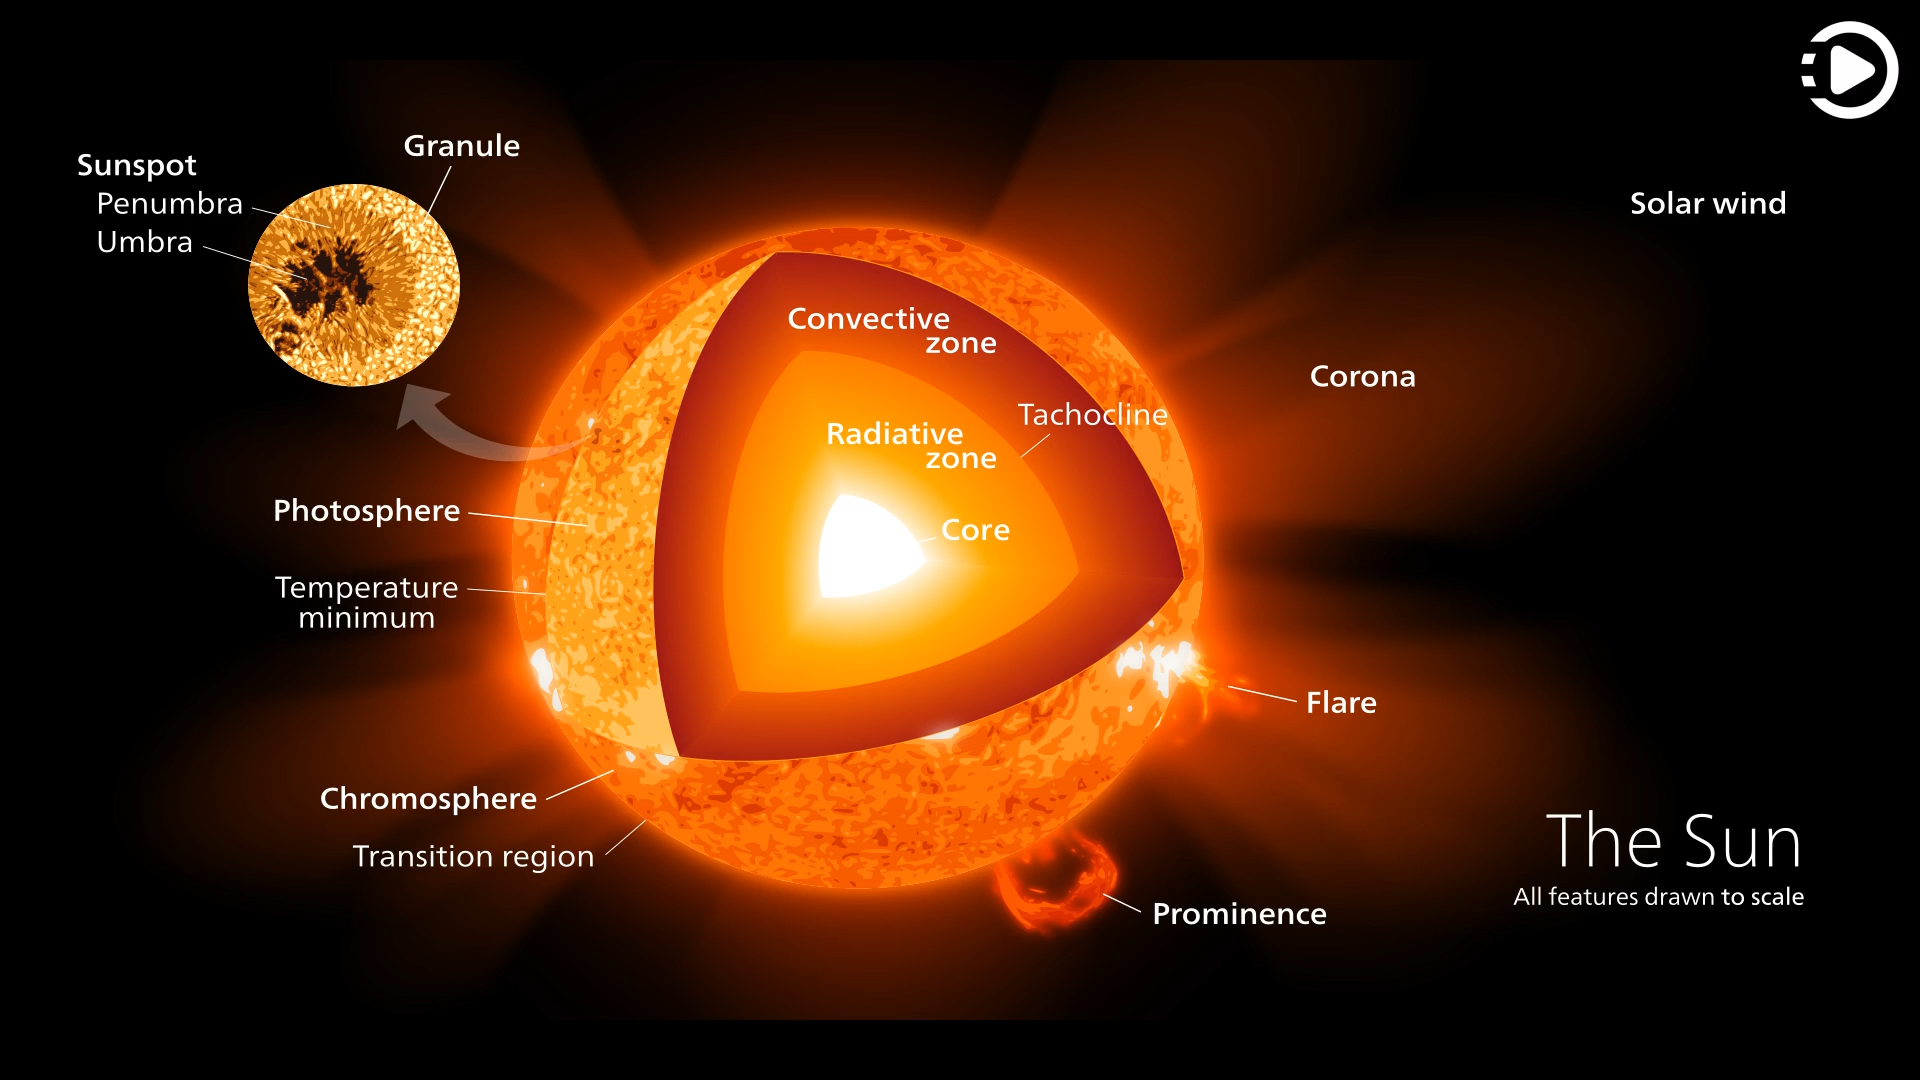 Granule
Sunspot
Penumbra
Umbra
Solar wind
Convective
zone
Corona
Tachocline
Radiative
zone
Photosphere
Core
Temperature
minimum
Flare
Chromosphere
Transition region
The Sun
All features drawn to scale
Prominence